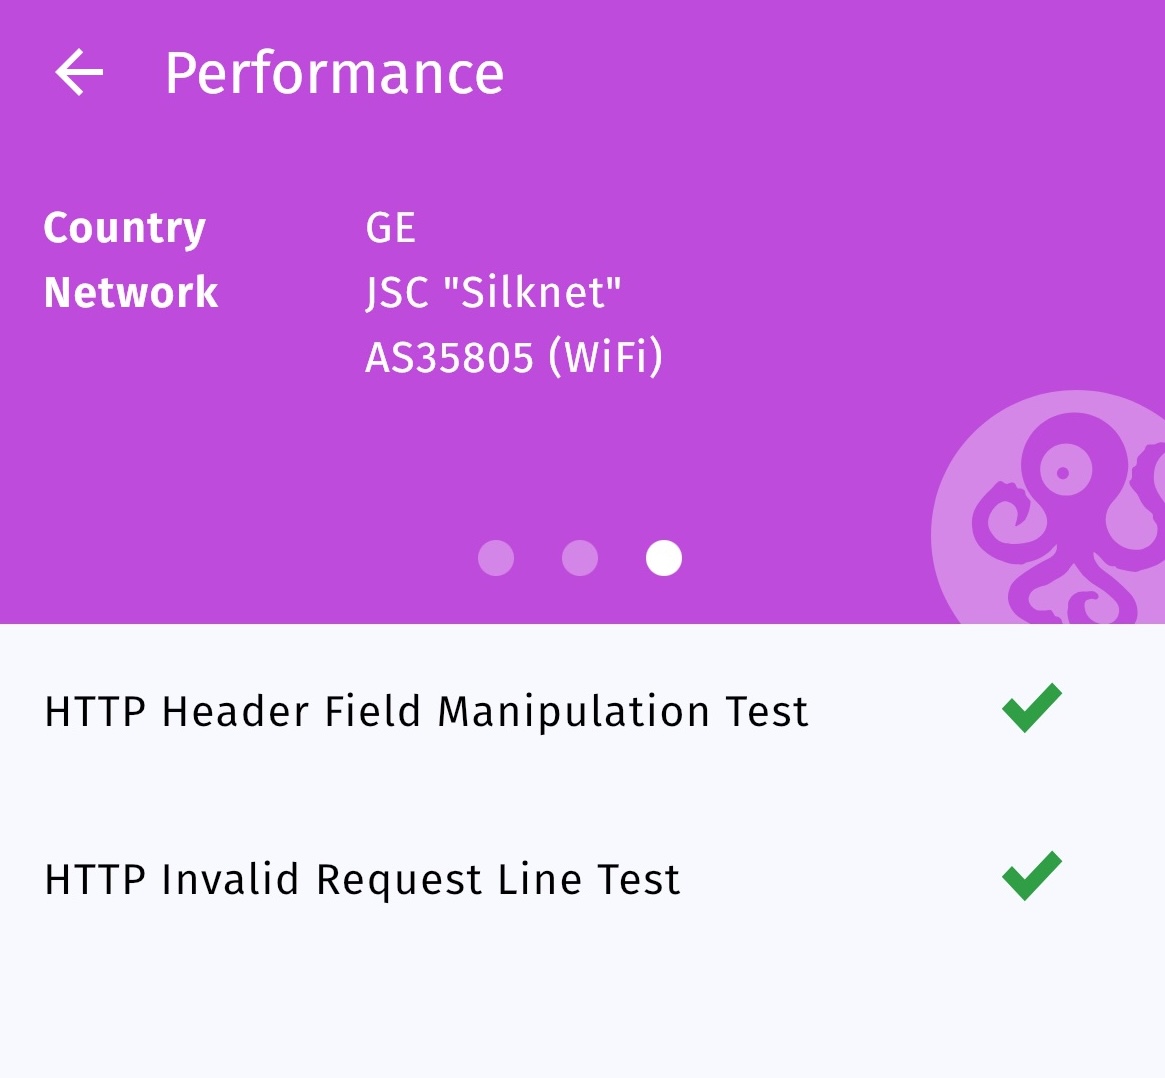 Performance
Country GE
Network JSC "Silknet"
AS35805 (WiFi)
HTTP Header Field Manipulation Test
HTTP Invalid Request Line Test